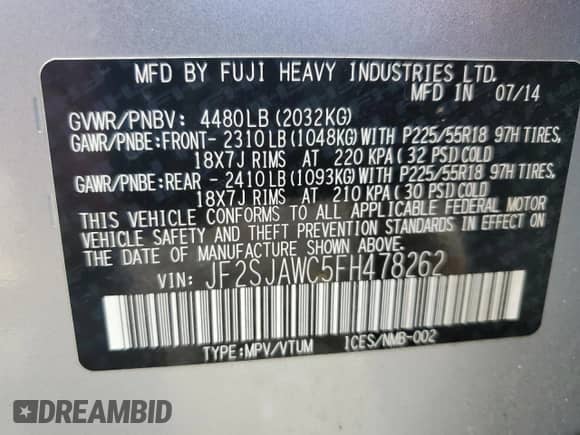 MFD BY FUJI HEAVY INDUSTRIES LTD.
MFD IN 07/14
GVWR/PNBV: 4480LB (2032KG)
GAWR/PNBE:FRONT- 2310LB (1048KG) WITH P225/55R18 97H TIRES,
18X7J RIMS AT 220 KPA (32 PSI) COLD
GAWR/PNBE:REAR - 2410LB (1093KG) WITH P225/55R18 97H TIRES,
18X7J RIMS AT 210 KPA (30 PSI) COLD
THIS VEHICLE CONFORMS TO ALL APPLICABLE FEDERAL MOTOR
VEHICLE SAFETY AND THEFT PREVENTION STANDARDS IN EFFECT ON
THE DATE OF MANUFACTURE SHOWN ABOVE.
VIN: JF2SJAWC5FH478262
TYPE:MPV/VTUM 1CES/NMB-002
DREAMBID